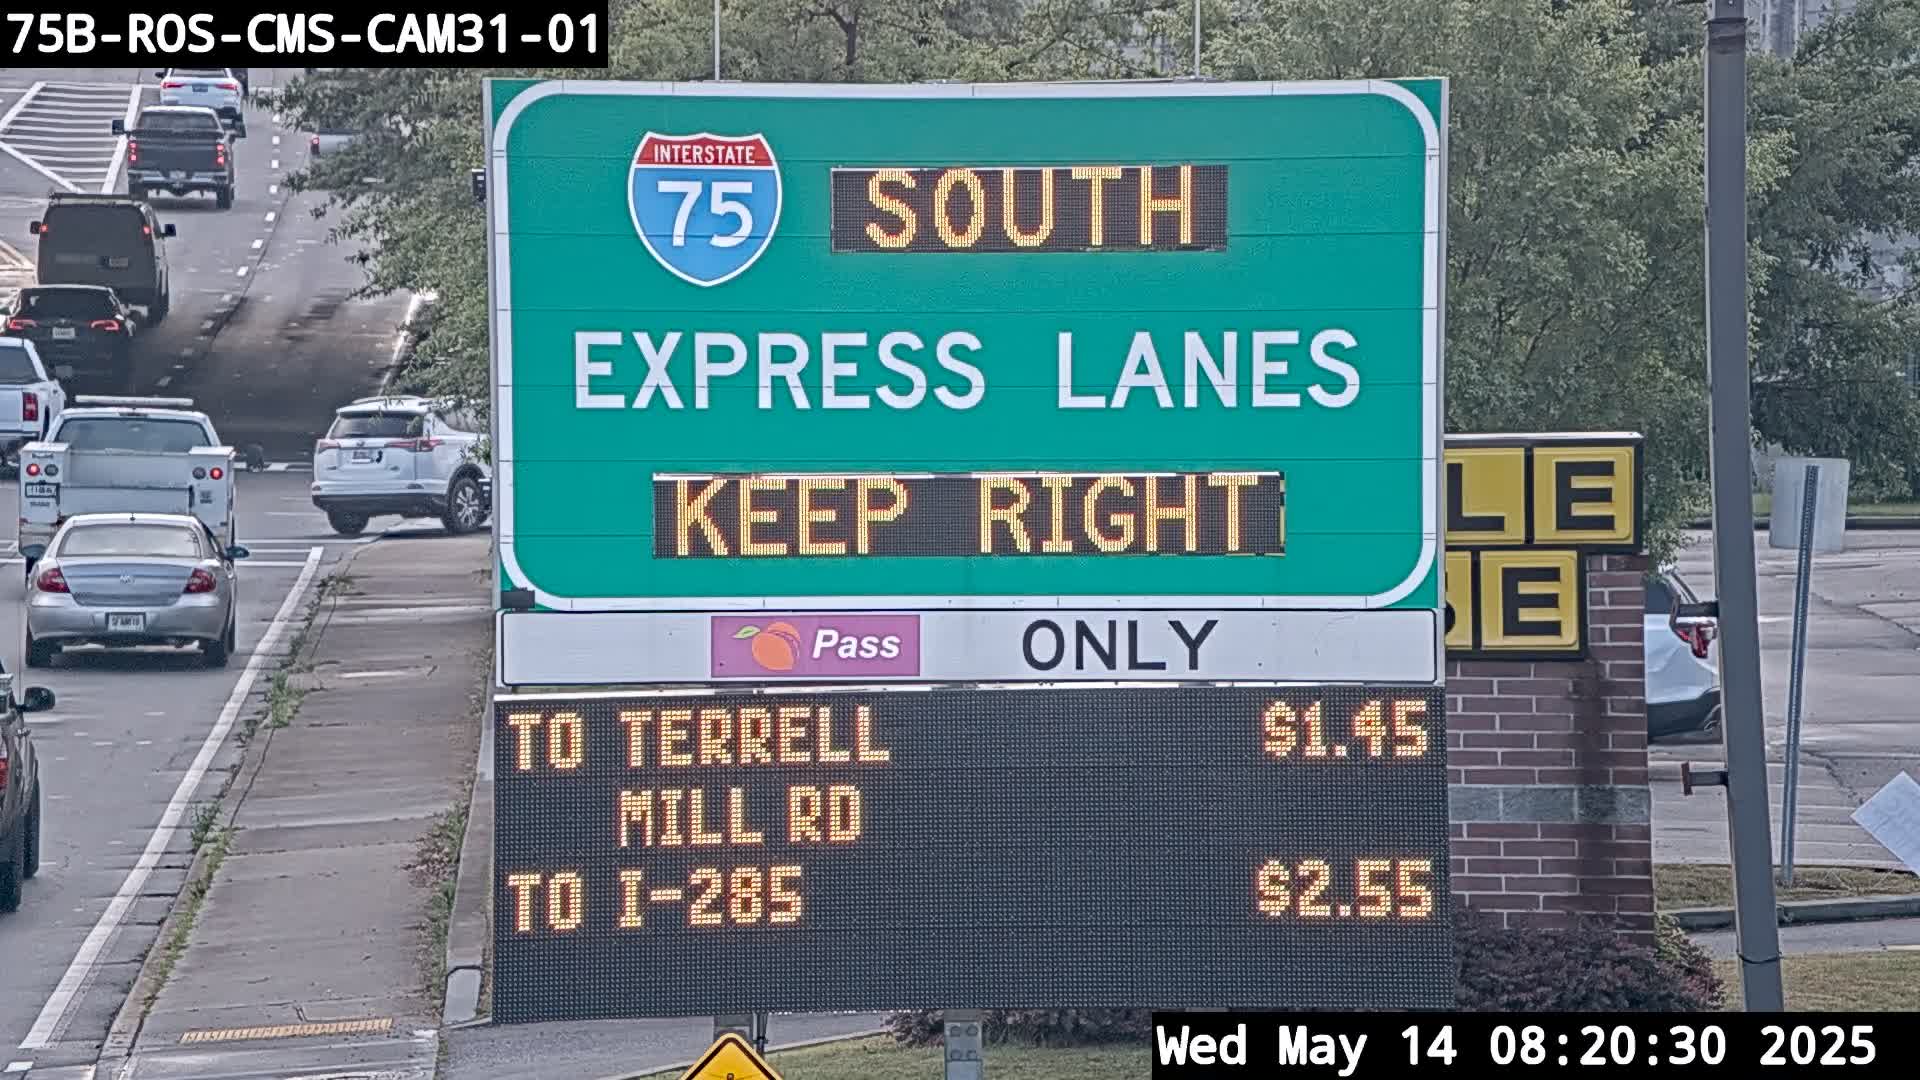 75B-ROS-CMS-CAM31-01
INTERSTATE
75
SOUTH
EXPRESS LANES
KEEP RIGHT
Pass ONLY
TO TERRELL $1.45
MILL RD
TO I-285 $2.55
LE
E
Wed May 14 08:20:30 2025